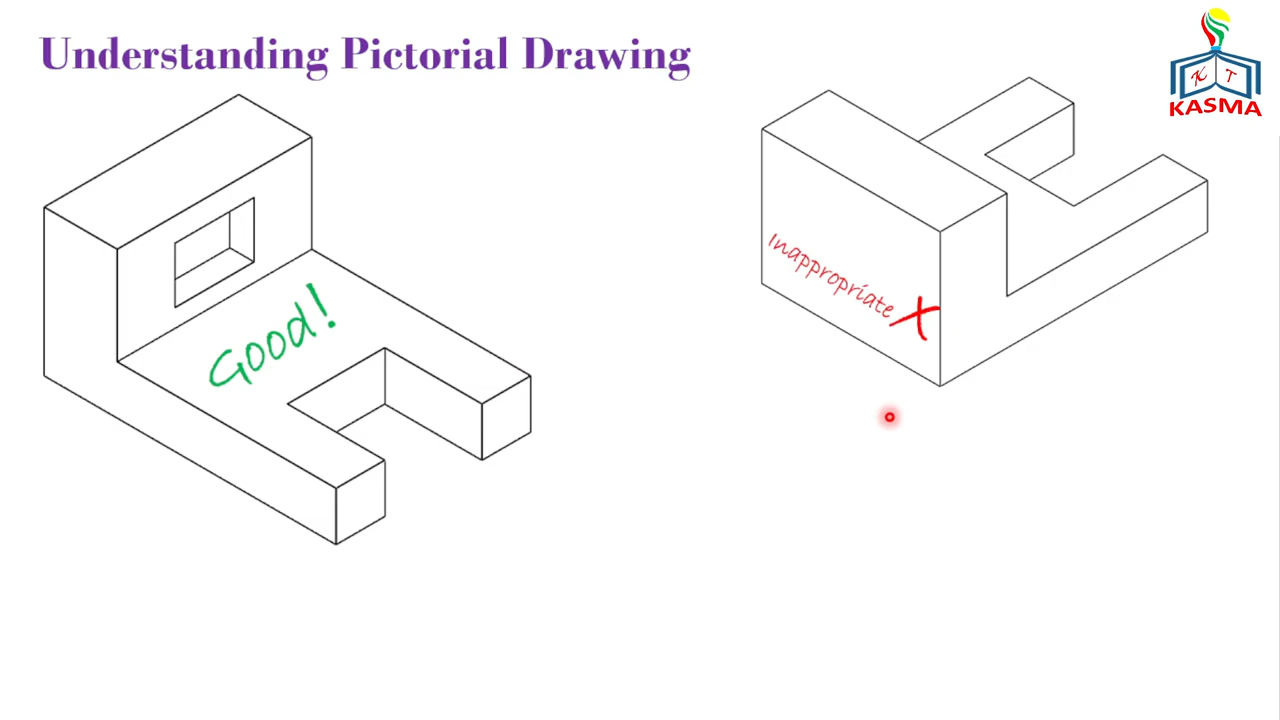 Understanding Pictorial Drawing
K T
KASMA
Good!
Inappropriate X